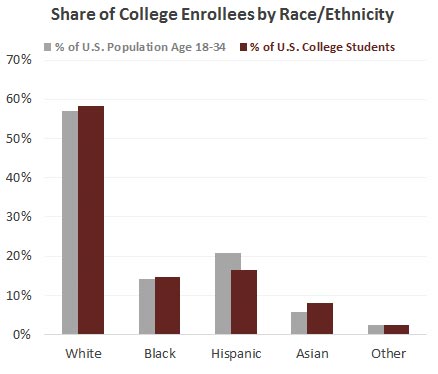 Share of College Enrollees by Race/Ethnicity
% of U.S. Population Age 18-34 % of U.S. College Students
70%
60%
50%
40%
30%
20%
10%
0%
White Black Hispanic Asian Other